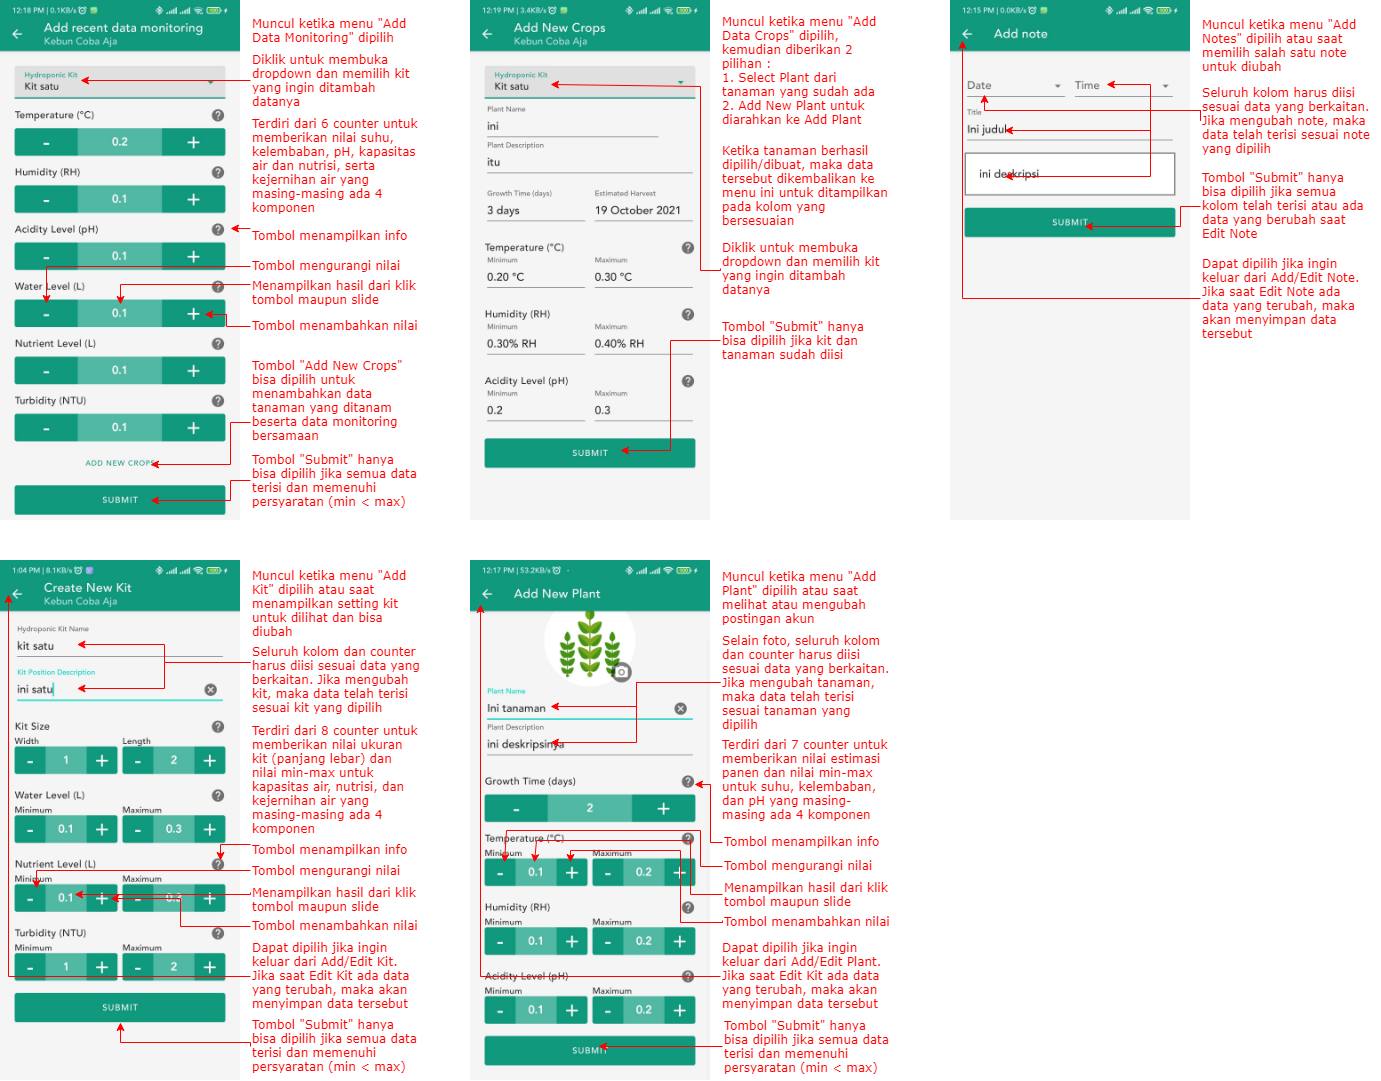 12:18 PM | 0.1KB/s
Add recent data monitoring
Kebun Coba Aja
Hydroponic Kit
Kit satu
Temperature (°C)
- 0.2 +
Humidity (RH)
- 0.1 +
Acidity Level (pH)
- 0.1 +
Water Level (L)
- 0.1 +
Nutrient Level (L)
- 0.1 +
Turbidity (NTU)
- 0.1 +
ADD NEW CROPS
SUBMIT
Muncul ketika menu "Add
Data Monitoring" dipilih
Diklik untuk membuka
dropdown dan memilih kit
yang ingin ditambah
datanya
Terdiri dari 6 counter untuk
memberikan nilai suhu,
kelembaban, pH, kapasitas
air dan nutrisi, serta
kejernihan air yang
masing-masing ada 4
komponen
Tombol menampilkan info
Tombol mengurangi nilai
Menampilkan hasil dari klik
tombol maupun slide
Tombol menambahkan nilai
Tombol "Add New Crops"
bisa dipilih untuk
menambahkan data
tanaman yang ditanam
beserta data monitoring
bersamaan
Tombol "Submit" hanya
bisa dipilih jika semua data
terisi dan memenuhi
persyaratan (min < max)
12:19 PM | 3.4KB/s
Add New Crops
Kebun Coba Aja
Hydroponic Kit
Kit satu
Plant Name
ini
Plant Description
itu
Growth Time (days) Estimated Harvest
3 days 19 October 2021
Temperature (°C)
Minimum Maximum
0.20 °C 0.30 °C
Humidity (RH)
Minimum Maximum
0.30% RH 0.40% RH
Acidity Level (pH)
Minimum Maximum
0.2 0.3
SUBMIT
Muncul ketika menu "Add
Data Crops" dipilih,
kemudian diberikan 2
pilihan :
1. Select Plant dari
tanaman yang sudah ada
2. Add New Plant untuk
diarahkan ke Add Plant
Ketika tanaman berhasil
dipilih/dibuat, maka data
tersebut dikembalikan ke
menu ini untuk ditampilkan
pada kolom yang
bersesuaian
Diklik untuk membuka
dropdown dan memilih kit
yang ingin ditambah
datanya
Tombol "Submit" hanya
bisa dipilih jika kit dan
tanaman sudah diisi
12:15 PM | 0.0KB/s
Add note
Date Time
Title
Ini judul
ini deskripsi
SUBMIT
Muncul ketika menu "Add
Notes" dipilih atau saat
memilih salah satu note
untuk diubah
Seluruh kolom harus diisi
sesuai data yang berkaitan.
Jika mengubah note, maka
data telah terisi sesuai note
yang dipilih
Tombol "Submit" hanya
bisa dipilih jika semua
kolom telah terisi atau ada
data yang berubah saat
Edit Note
Dapat dipilih jika ingin
keluar dari Add/Edit Note.
Jika saat Edit Note ada
data yang terubah, maka
akan menyimpan data
tersebut
1:04 PM | 8.1KB/s
Create New Kit
Kebun Coba Aja
Hydroponic Kit Name
kit satu
Kit Position Description
ini satu
Kit Size
Width Length
- 1 + - 2 +
Water Level (L)
Minimum Maximum
- 0.1 + - 0.3 +
Nutrient Level (L)
Minimum Maximum
- 0.1 + - 0.3 +
Turbidity (NTU)
Minimum Maximum
- 1 + - 2 +
SUBMIT
Muncul ketika menu "Add
Kit" dipilih atau saat
menampilkan setting kit
untuk dilihat dan bisa
diubah
Seluruh kolom dan counter
harus diisi sesuai data yang
berkaitan. Jika mengubah
kit, maka data telah terisi
sesuai kit yang dipilih
Terdiri dari 8 counter untuk
memberikan nilai ukuran
kit (panjang lebar) dan
nilai min-max untuk
kapasitas air, nutrisi, dan
kejernihan air yang
masing-masing ada 4
komponen
Tombol menampilkan info
Tombol mengurangi nilai
Menampilkan hasil dari klik
tombol maupun slide
Tombol menambahkan nilai
Dapat dipilih jika ingin
keluar dari Add/Edit Kit.
Jika saat Edit Kit ada data
yang terubah, maka akan
menyimpan data tersebut
Tombol "Submit" hanya
bisa dipilih jika semua data
terisi dan memenuhi
persyaratan (min < max)
12:17 PM | 53.2KB/s
Add New Plant
Plant Name
Ini tanaman
Plant Description
ini deskripsinya
Growth Time (days)
- 2 +
Temperature (°C)
Minimum Maximum
- 0.1 + - 0.2 +
Humidity (RH)
Minimum Maximum
- 0.1 + - 0.2 +
Acidity Level (pH)
Minimum Maximum
- 0.1 + - 0.2 +
SUBMIT
Muncul ketika menu "Add
Plant" dipilih atau saat
melihat atau mengubah
postingan akun
Selain foto, seluruh kolom
dan counter harus diisi
sesuai data yang berkaitan.
Jika mengubah tanaman,
maka data telah terisi
sesuai tanaman yang
dipilih
Terdiri dari 7 counter untuk
memberikan nilai estimasi
panen dan nilai min-max
untuk suhu, kelembaban,
dan pH yang masing-
masing ada 4 komponen
Tombol menampilkan info
Tombol mengurangi nilai
Menampilkan hasil dari klik
tombol maupun slide
Tombol menambahkan nilai
Dapat dipilih jika ingin
keluar dari Add/Edit Plant.
Jika saat Edit Kit ada data
yang terubah, maka akan
menyimpan data tersebut
Tombol "Submit" hanya
bisa dipilih jika semua data
terisi dan memenuhi
persyaratan (min < max)